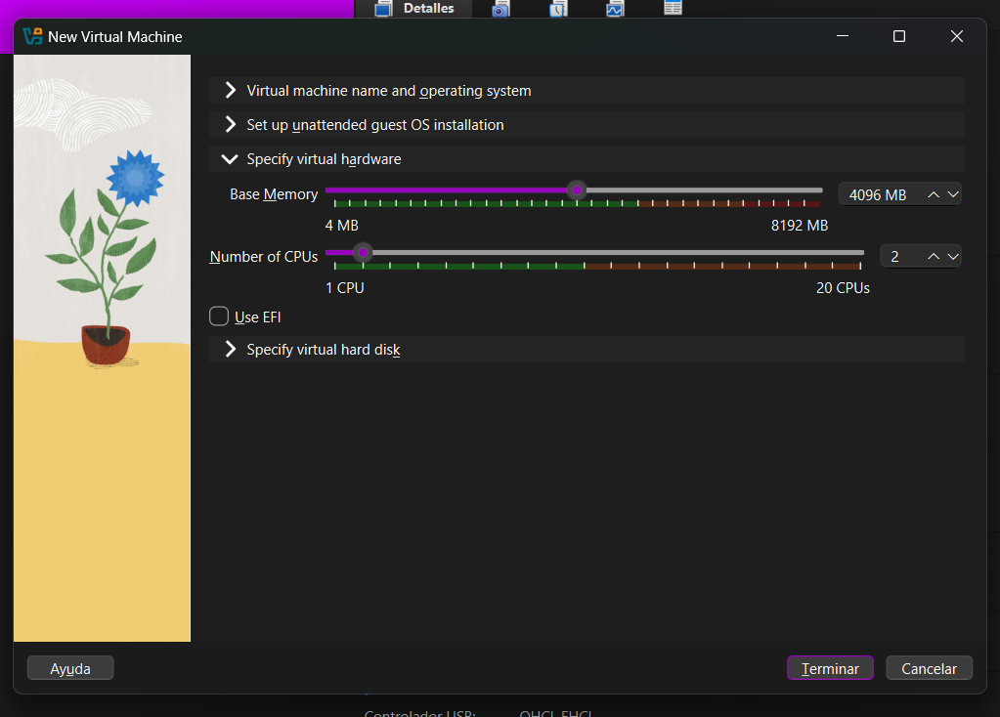 Detalles
New Virtual Machine
Virtual machine name and operating system
Set up unattended guest OS installation
Specify virtual hardware
Base Memory
4096 MB
4 MB 8192 MB
Number of CPUs
2
1 CPU 20 CPUs
Use EFI
Specify virtual hard disk
Ayuda Terminar Cancelar
Controlador USB: OHCI, EHCI